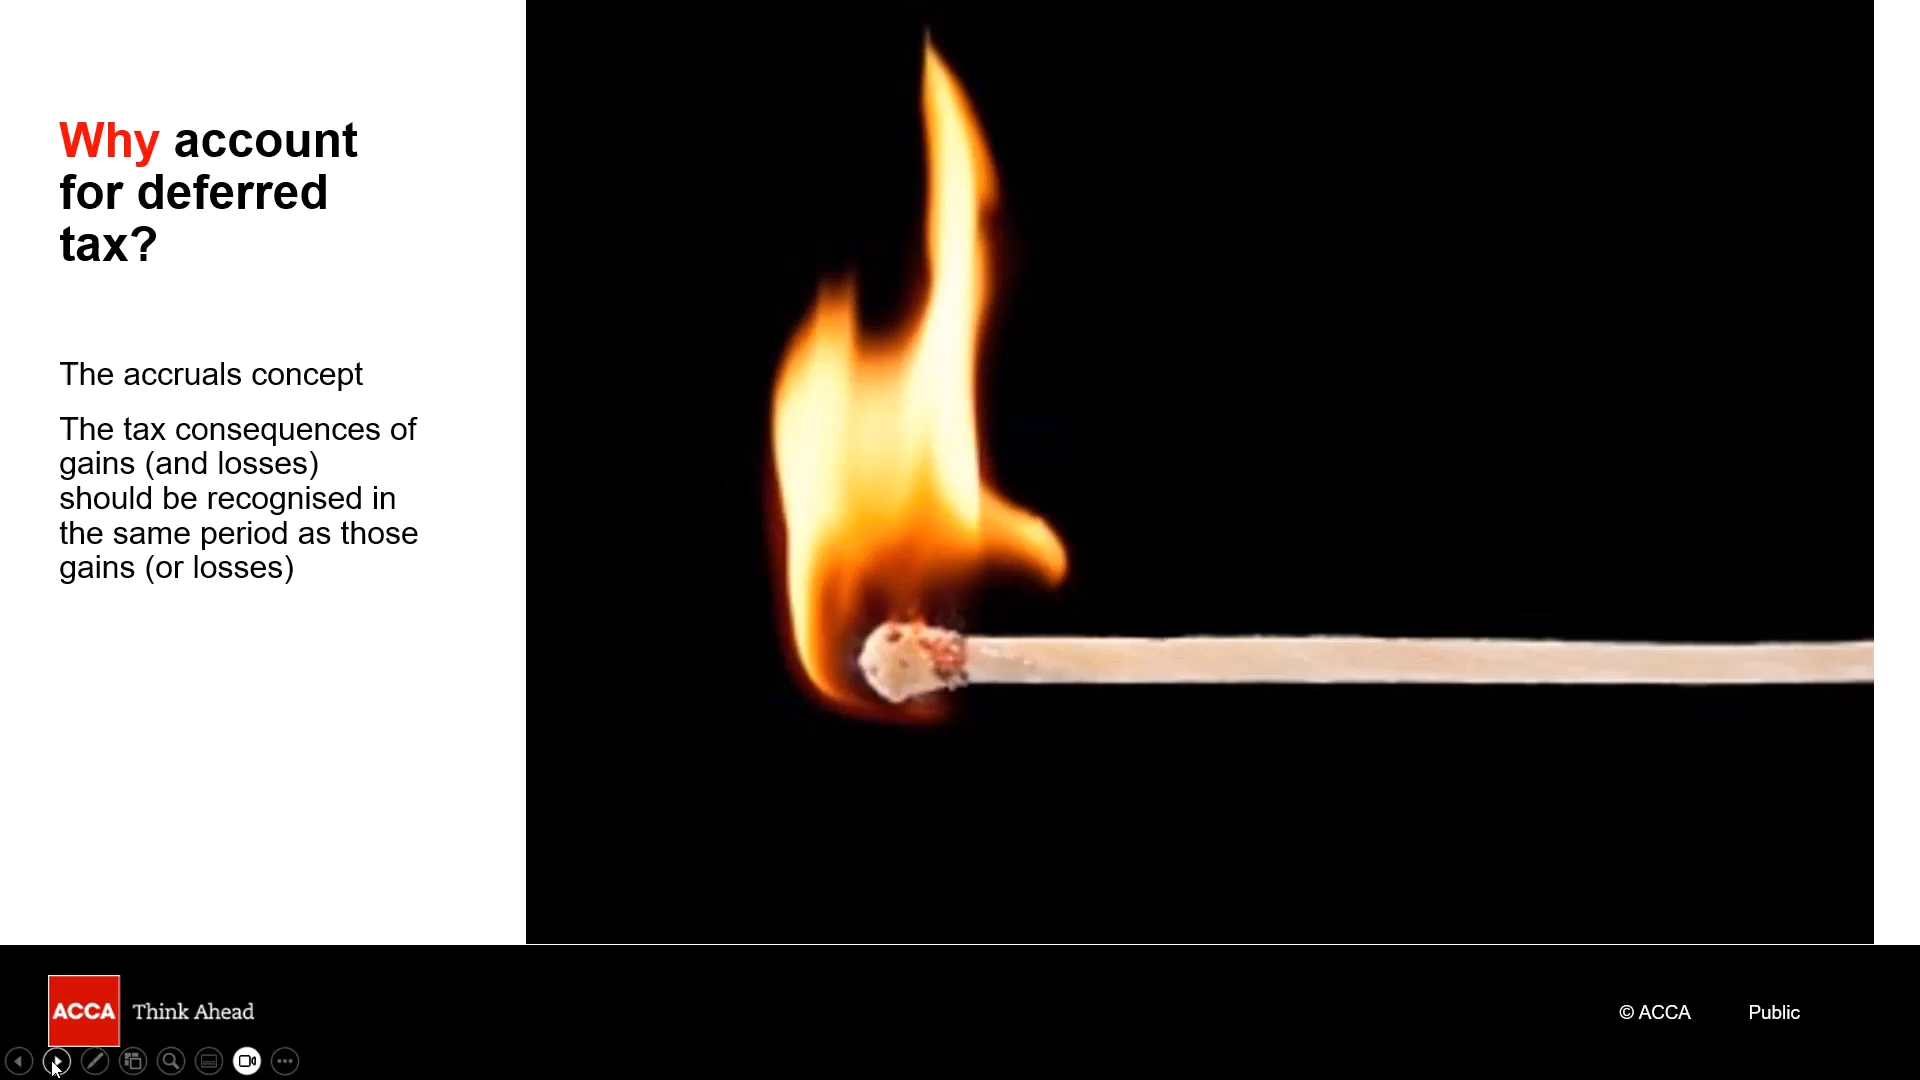 Why account
for deferred
tax?
The accruals concept
The tax consequences of
gains (and losses)
should be recognised in
the same period as those
gains (or losses)
ACCA Think Ahead
© ACCA Public